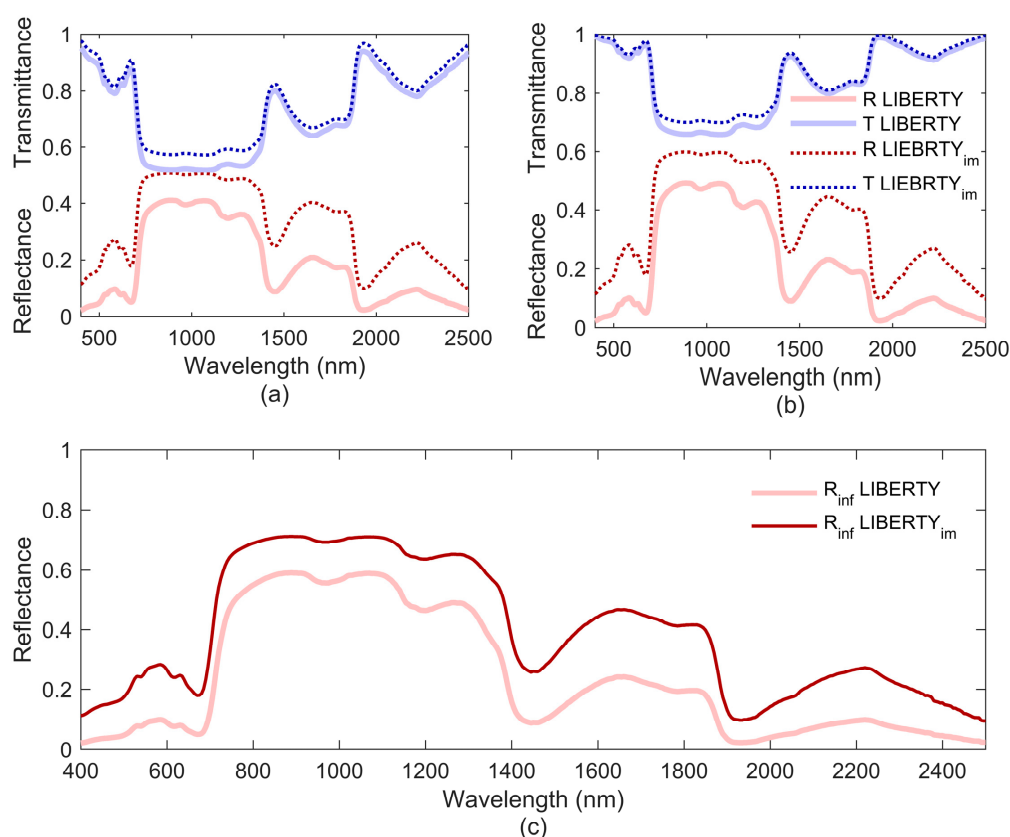 1
0.8
0.6
0.4
0.2
0
Transmittance
Reflectance
500 1000 1500 2000 2500
Wavelength (nm)
(a)
1
0.8
0.6
0.4
0.2
0
Transmittance
Reflectance
R LIBERTY
T LIBERTY
R LIEBRTYim
T LIEBRTYim
500 1000 1500 2000 2500
Wavelength (nm)
(b)
1
0.8
0.6
0.4
0.2
0
Reflectance
Rinf LIBERTY
Rinf LIBERTYim
400 600 800 1000 1200 1400 1600 1800 2000 2200 2400
Wavelength (nm)
(c)